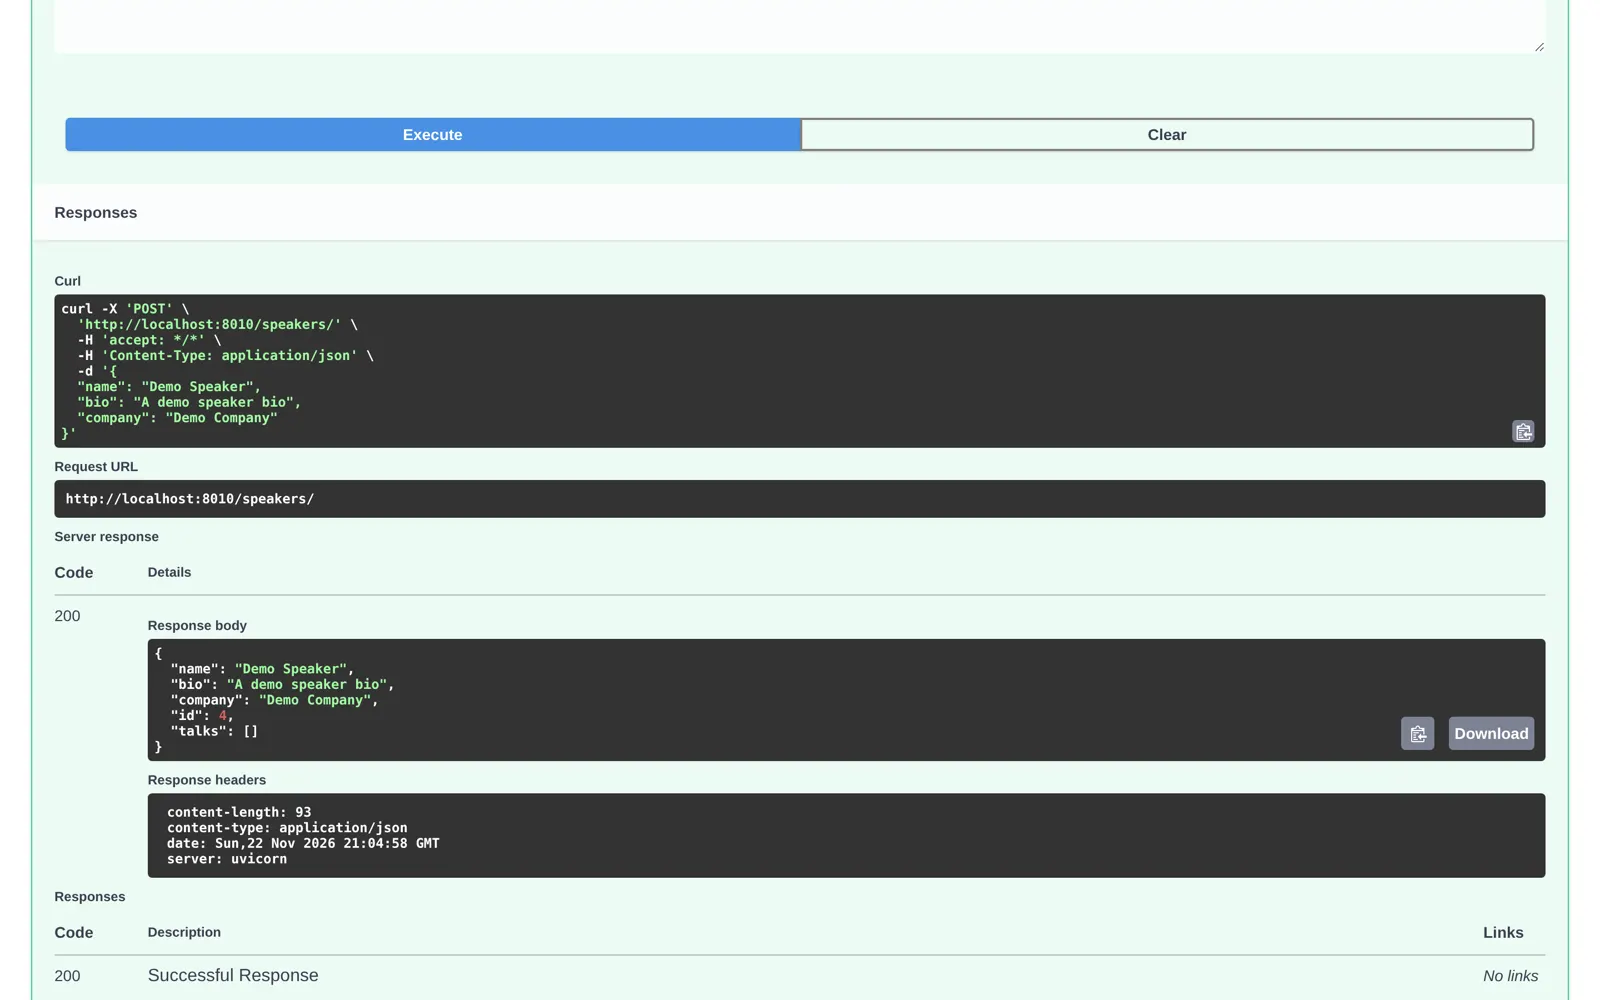 Execute
Clear
Responses
Curl
curl -X 'POST' \
'http://localhost:8010/speakers/' \
-H 'accept: */*' \
-H 'Content-Type: application/json' \
-d '{
"name": "Demo Speaker",
"bio": "A demo speaker bio",
"company": "Demo Company"
}'
Request URL
http://localhost:8010/speakers/
Server response
Code Details
200
Response body
{
"name": "Demo Speaker",
"bio": "A demo speaker bio",
"company": "Demo Company",
"id": 4,
"talks": []
}
Download
Response headers
content-length: 93
content-type: application/json
date: Sun,22 Nov 2026 21:04:58 GMT
server: uvicorn
Responses
Code Description Links
200 Successful Response No links